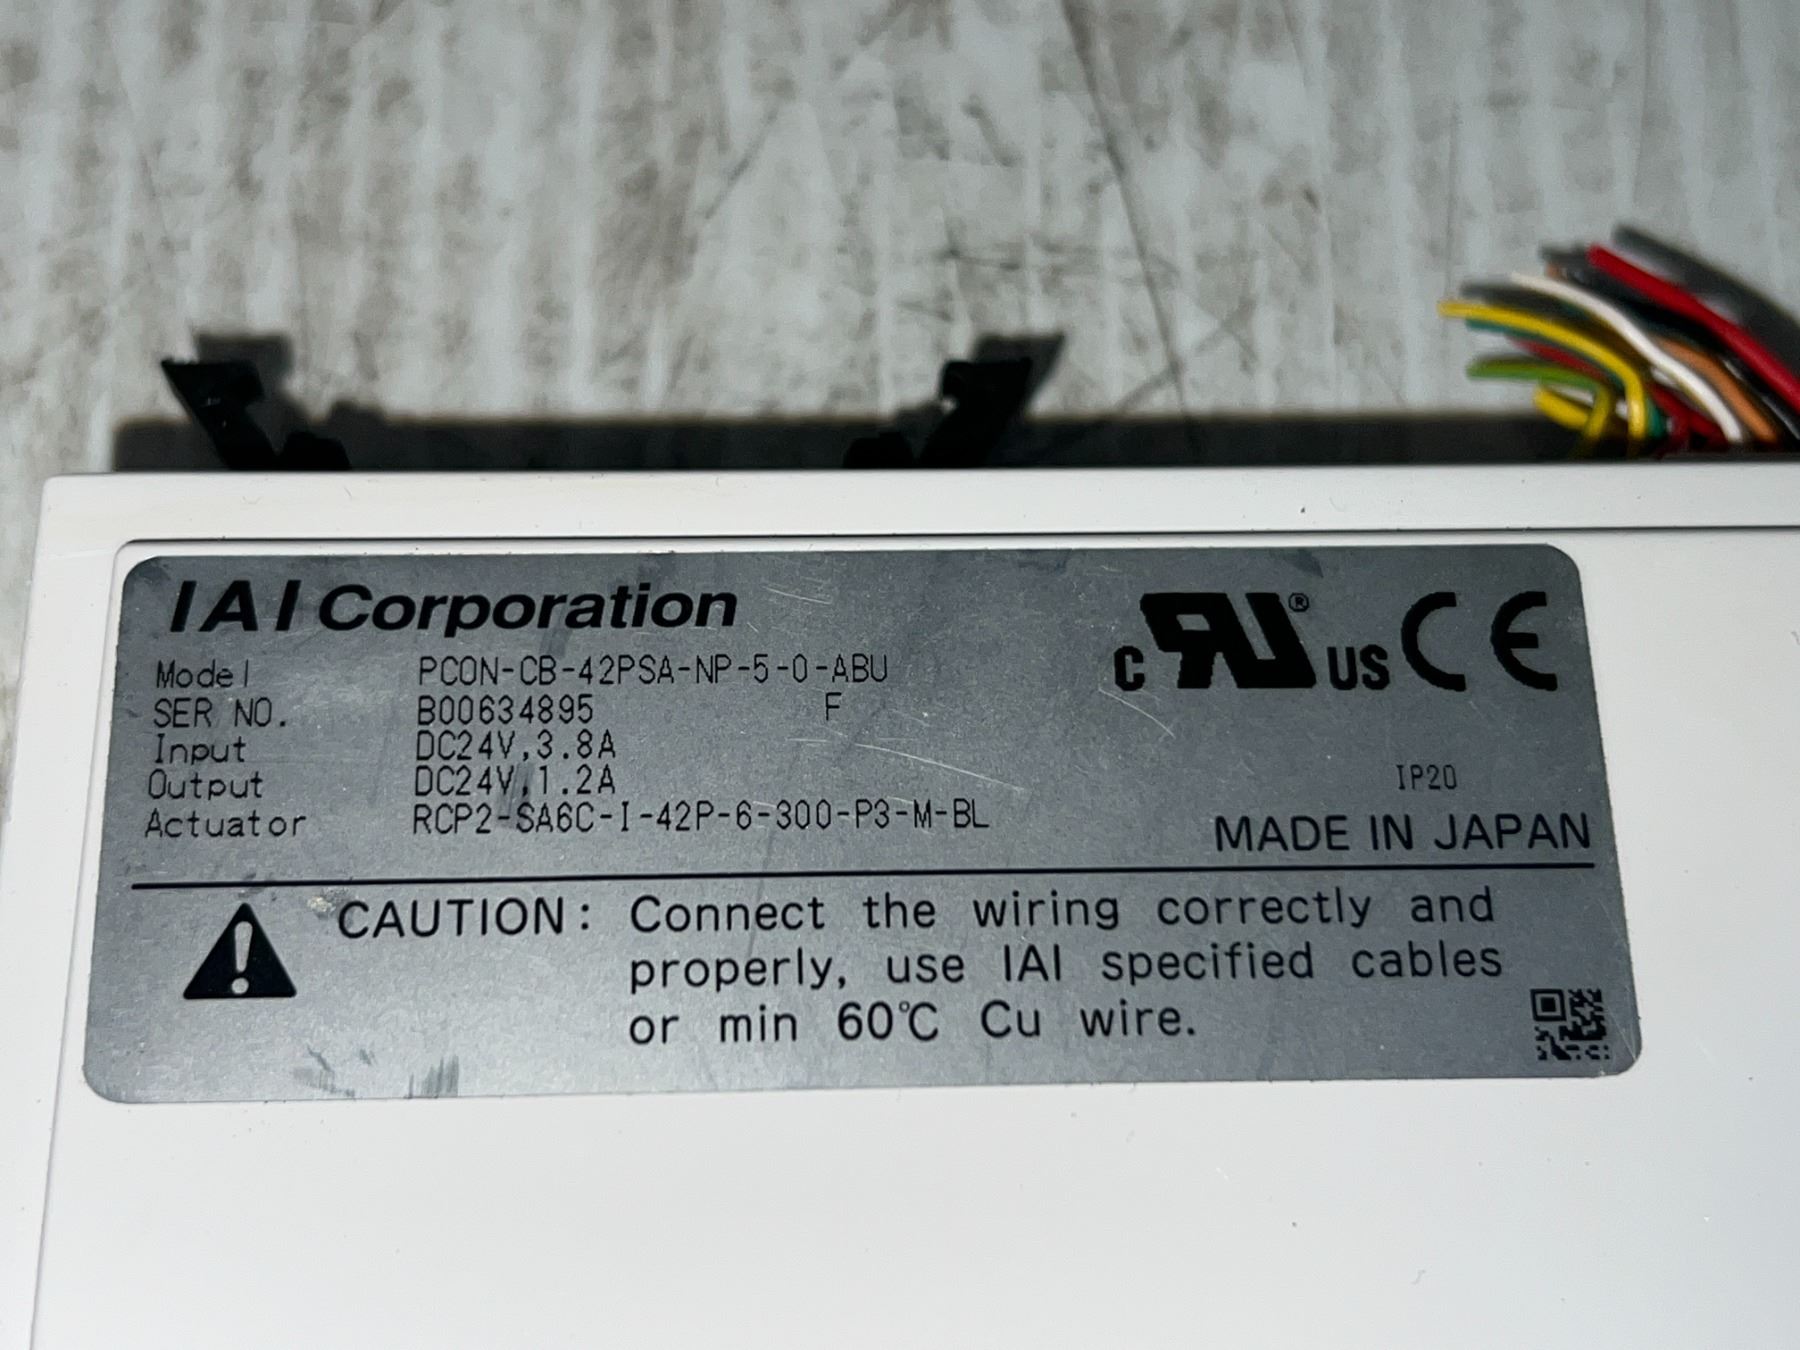 IAI Corporation
Model PCON-CB-42PSA-NP-5-0-ABU
SER NO. B00634895 F
Input DC24V,3.8A
Output DC24V,1.2A
Actuator RCP2-SA6C-I-42P-6-300-P3-M-BL
c RU® US CE
IP20
MADE IN JAPAN
CAUTION: Connect the wiring correctly and
properly, use IAI specified cables
or min 60℃ Cu wire.